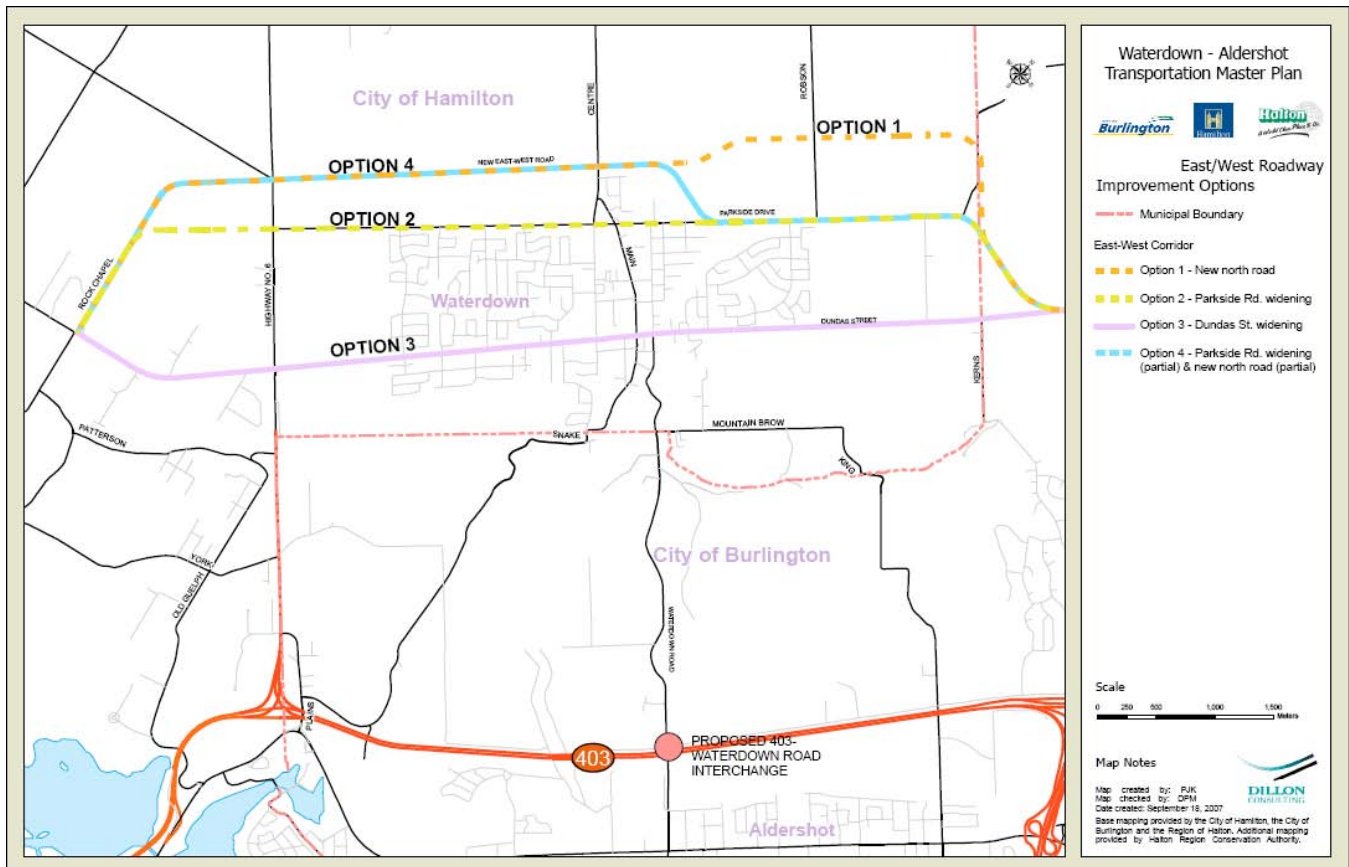 City of Hamilton
CENTRE
ROBSON
OPTION 1
OPTION 4
NEW EAST-WEST ROAD
OPTION 2
PARKSIDE DRIVE
ROCK CHAPEL
HIGHWAY NO. 6
MAIN
Waterdown
DUNDAS STREET
OPTION 3
KERNS
PATTERSON
SNAKE
MOUNTAIN BROW
KING
YORK
OLD GUELPH
City of Burlington
WATERDOWN ROAD
PLAINS
403
PROPOSED 403-
WATERDOWN ROAD
INTERCHANGE
Aldershot
Waterdown - Aldershot
Transportation Master Plan
Burlington
Hamilton
Halton
East/West Roadway
Improvement Options
Municipal Boundary
East-West Corridor
Option 1 - New north road
Option 2 - Parkside Rd. widening
Option 3 - Dundas St. widening
Option 4 - Parkside Rd. widening
(partial) & new north road (partial)
Scale
0 250 500 1,000 1,500
Meters
Map Notes
Map created by: PJK
Map checked by: DPM
Date created: September 18, 2007
Base mapping provided by the City of Hamilton, the City of
Burlington and the Region of Halton. Additional mapping
provided by Halton Region Conservation Authority.
DILLON
CONSULTING